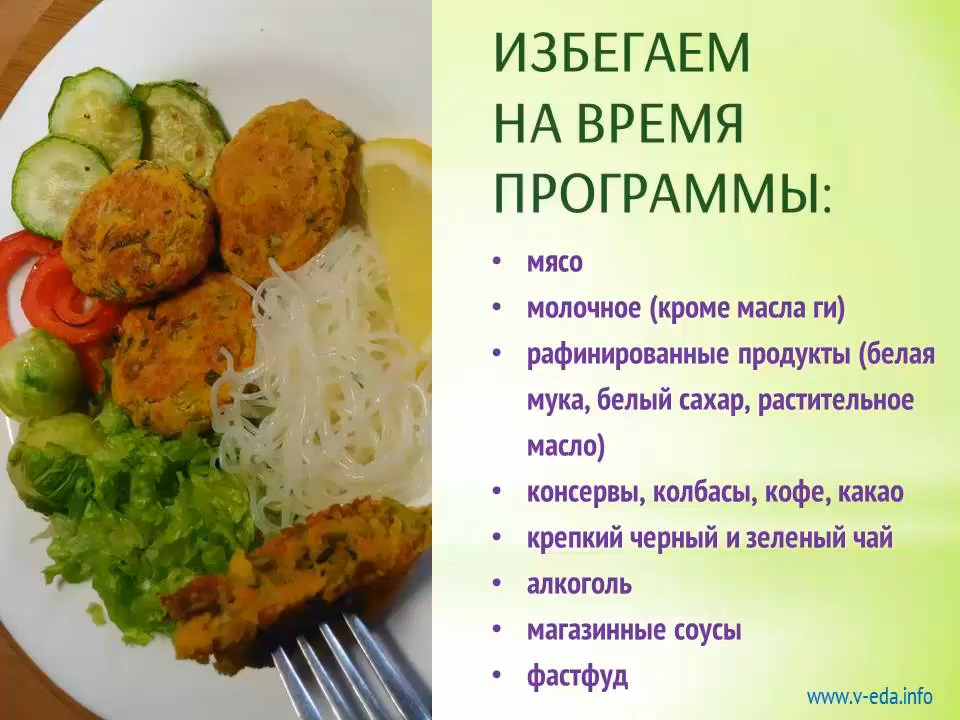 ИЗБЕГАЕМ
НА ВРЕМЯ
ПРОГРАММЫ:
• мясо
• молочное (кроме масла ги)
• рафинированные продукты (белая
мука, белый сахар, растительное
масло)
• консервы, колбасы, кофе, какао
• крепкий черный и зеленый чай
• алкоголь
• магазинные соусы
• фастфуд
www.v-eda.info